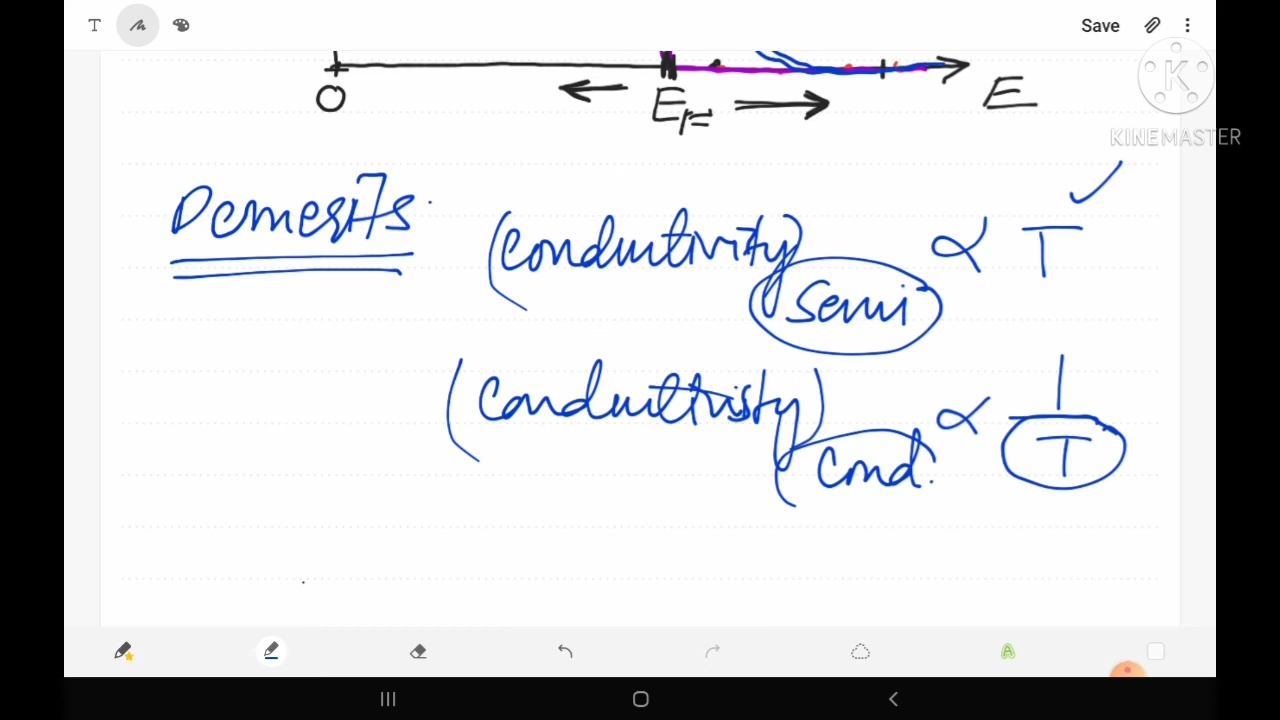 T Save
K
KINEMASTER
O E_F E
Demerits.
(Conductivity) semi ∝ T
(Conductivity) cond. ∝ 1/T
A